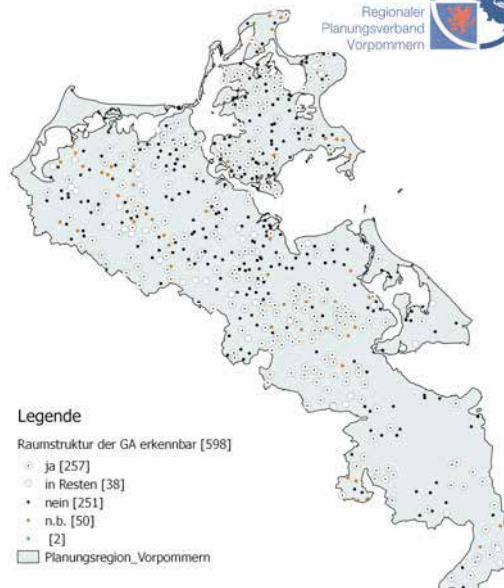 Regionaler
Planungsverband
Vorpommern
Legende
Raumstruktur der GA erkennbar [598]
ja [257]
in Resten [38]
nein [251]
n.b. [50]
[2]
Planungsregion_Vorpommern